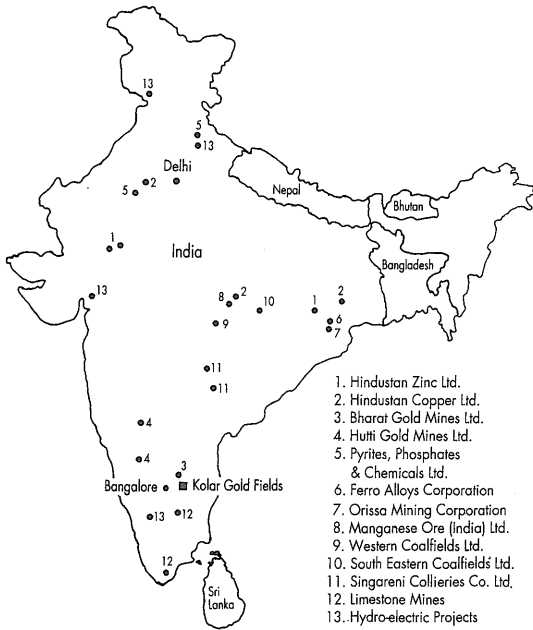 13
5
13
Delhi
5 2
Nepal
Bhutan
1
India
Bangladesh
13
8 2
10
1
2
9
6
7
11
11
4
4
3
Bangalore Kolar Gold Fields
13
12
12
Sri
Lanka
1. Hindustan Zinc Ltd.
2. Hindustan Copper Ltd.
3. Bharat Gold Mines Ltd.
4. Hutti Gold Mines Ltd.
5. Pyrites, Phosphates
& Chemicals Ltd.
6. Ferro Alloys Corporation
7. Orissa Mining Corporation
8. Manganese Ore (India) Ltd.
9. Western Coalfields Ltd.
10. South Eastern Coalfields Ltd.
11. Singareni Collieries Co. Ltd.
12. Limestone Mines
13. Hydro-electric Projects